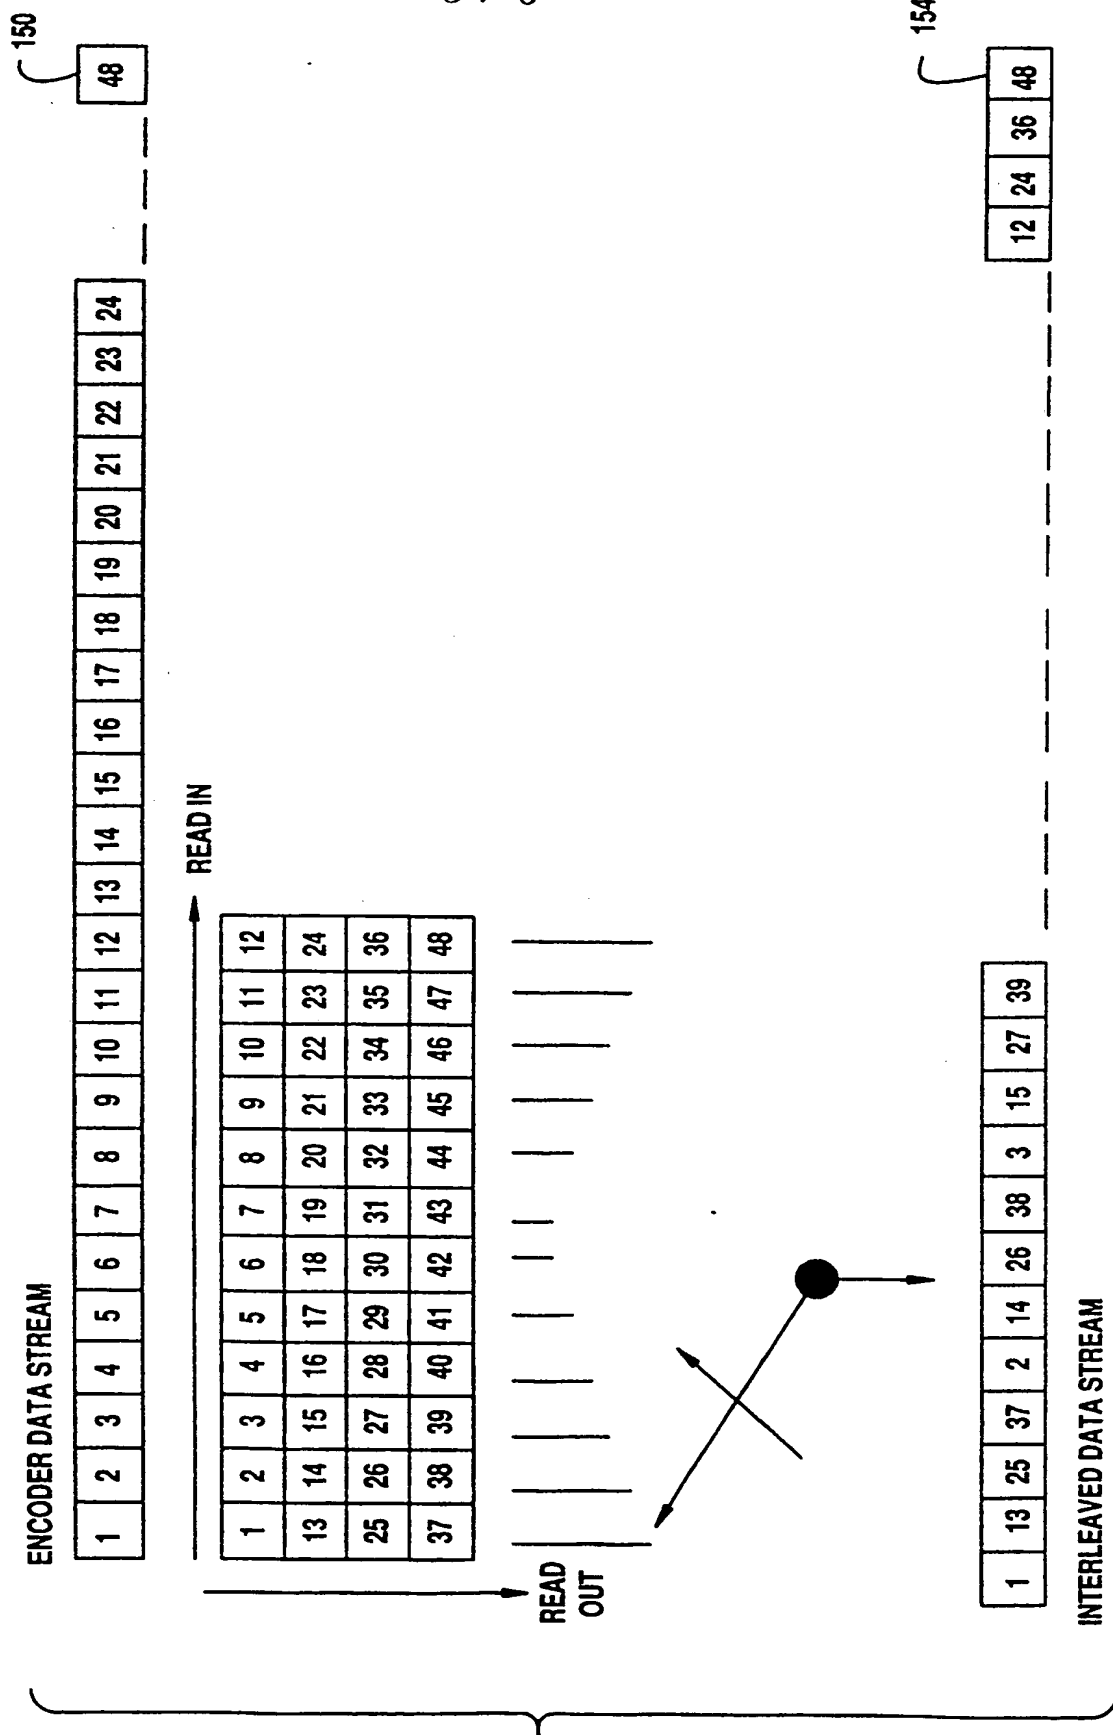 150
ENCODER DATA STREAM
1 2 3 4 5 6 7 8 9 10 11 12 13 14 15 16 17 18 19 20 21 22 23 24 48
READ IN
1 2 3 4 5 6 7 8 9 10 11 12
13 14 15 16 17 18 19 20 21 22 23 24
25 26 27 28 29 30 31 32 33 34 35 36
37 38 39 40 41 42 43 44 45 46 47 48
READ
OUT
154
1 13 25 37 2 14 26 38 3 15 27 39 12 24 36 48
INTERLEAVED DATA STREAM